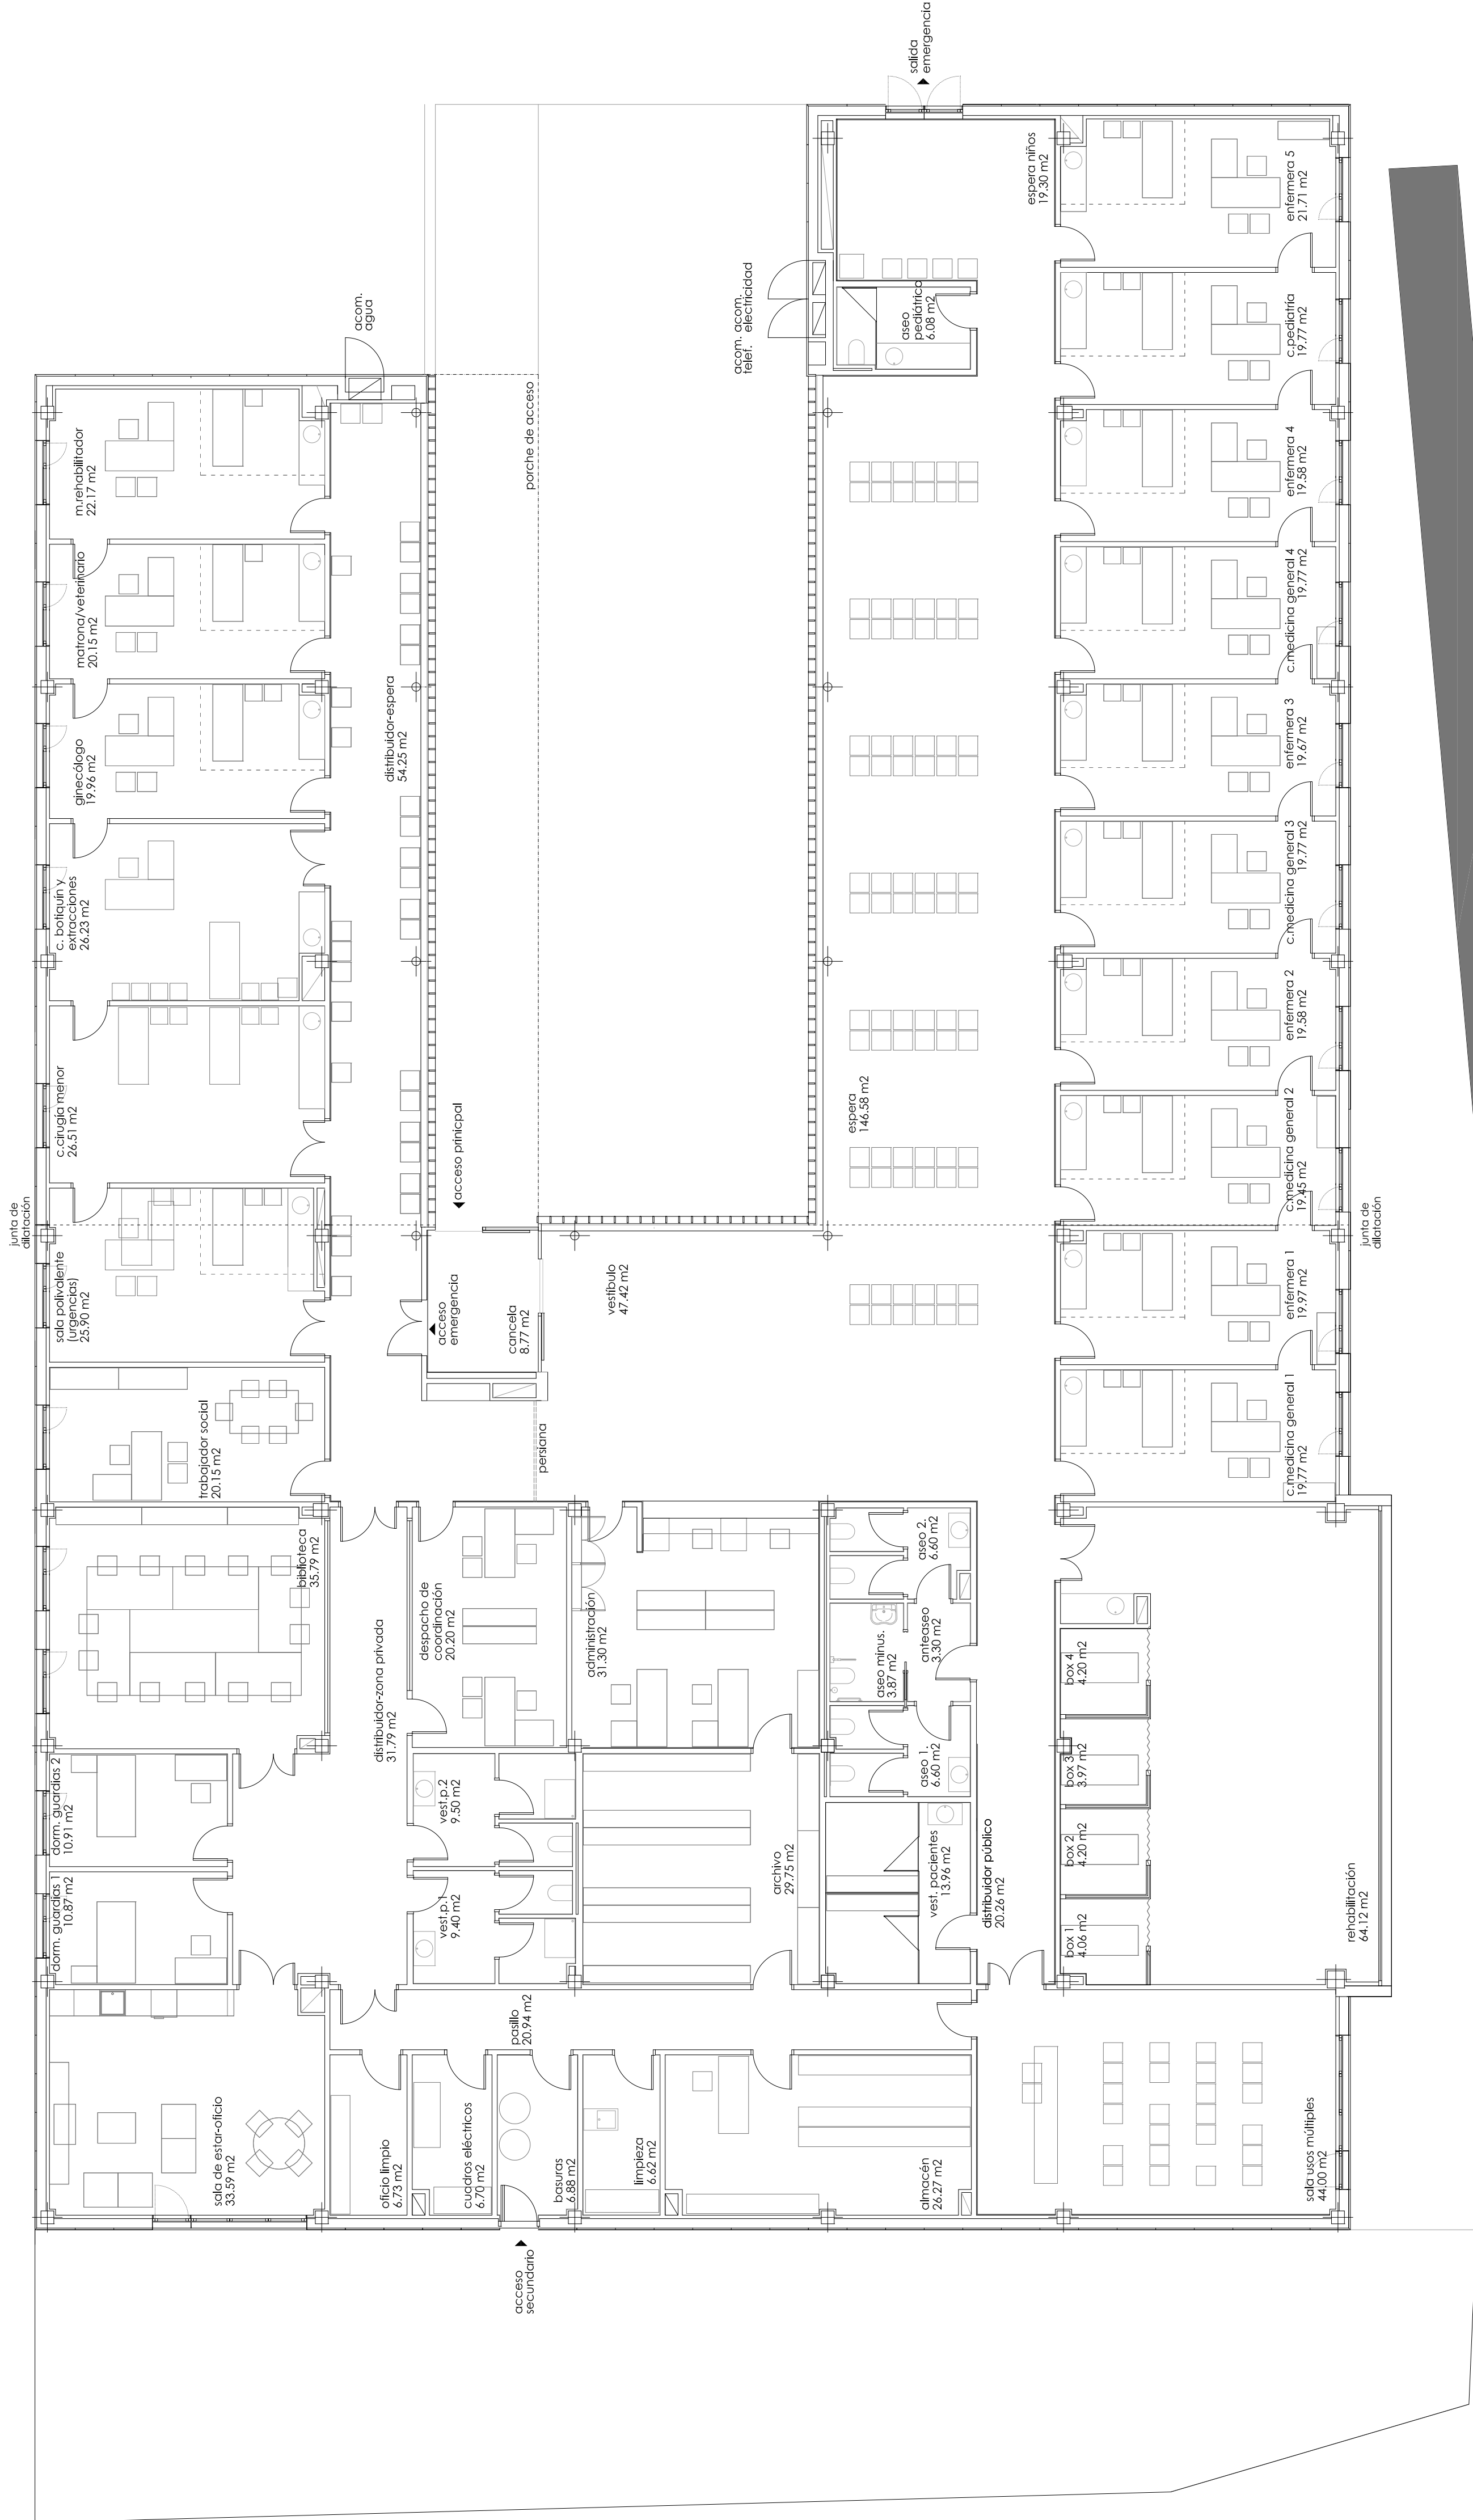 salida
emergencia
acom.
agua
acom. acom.
telef. electricidad
espera niños
19.30 m2
aseo
pediátrico
6.08 m2
enfermera 5
21.71 m2
c.pediatría
19.77 m2
enfermera 4
19.58 m2
c.medicina general 4
19.77 m2
enfermera 3
19.67 m2
c.medicina general 3
19.77 m2
enfermera 2
19.58 m2
c.medicina general 2
19.45 m2
enfermera 1
19.97 m2
c.medicina general 1
19.77 m2
porche de acceso
m.rehabilitador
22.17 m2
matrona/veterinario
20.15 m2
ginecólogo
19.96 m2
c. botiquín y
extracciones
26.23 m2
c.cirugía menor
26.51 m2
sala polivalente
(urgencias)
25.90 m2
trabajador social
20.15 m2
distribuidor-espera
54.25 m2
acceso prinicpal
acceso
emergencia
cancela
8.77 m2
vestíbulo
47.42 m2
espera
146.58 m2
junta de
dilatación
junta de
dilatación
persiana
biblioteca
35.79 m2
distribuidor-zona privada
31.79 m2
despacho de
coordinación
20.20 m2
administración
31.30 m2
aseo 2.
6.60 m2
anteaseo
3.30 m2
aseo minus.
3.87 m2
aseo 1.
6.60 m2
dorm. guardias 2
10.91 m2
dorm. guardias 1
10.87 m2
vest.p.2
9.50 m2
vest.p.1
9.40 m2
archivo
29.75 m2
vest. pacientes
13.96 m2
distribuidor público
20.26 m2
box 4
4.20 m2
box 3
3.97 m2
box 2
4.20 m2
box 1
4.06 m2
rehabilitación
64.12 m2
pasillo
20.94 m2
sala de estar-oficio
33.59 m2
oficio limpio
6.73 m2
cuadros eléctricos
6.70 m2
basuras
6.88 m2
limpieza
6.62 m2
almacén
26.27 m2
sala usos múltiples
44.00 m2
acceso
secundario